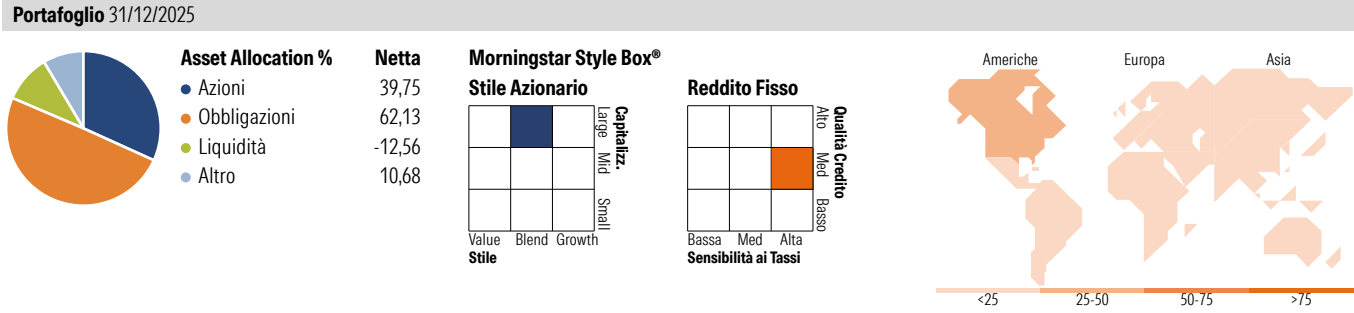 Portafoglio 31/12/2025
Asset Allocation % Netta
Azioni 39,75
Obbligazioni 62,13
Liquidità -12,56
Altro 10,68
Morningstar Style Box®
Stile Azionario
Large Mid Small
Capitalizz.
Value Blend Growth
Stile
Reddito Fisso
Alto Med Basso
Qualità Credito
Bassa Med Alta
Sensibilità ai Tassi
Americhe Europa Asia
<25 25-50 50-75 >75